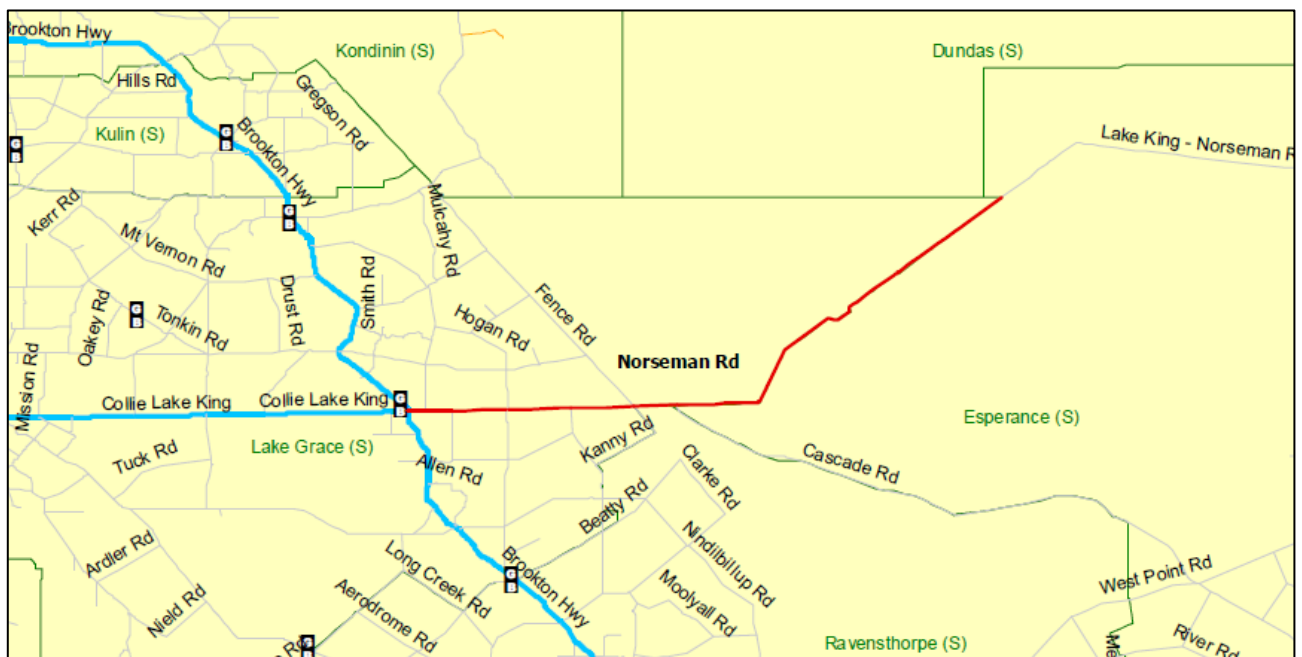 Brookton Hwy
Kondinin (S)
Dundas (S)
Hills Rd
Gregson Rd
Kulin (S)
Brookton Hwy
Lake King - Norseman R
Kerr Rd
Mulcahy Rd
Mt Vernon Rd
Drust Rd
Smith Rd
Fence Rd
Oakey Rd
Tonkin Rd
Hogan Rd
Norseman Rd
Mission Rd
Collie Lake King
Collie Lake King
Esperance (S)
Lake Grace (S)
Kanny Rd
Tuck Rd
Allen Rd
Cascade Rd
Clarke Rd
Beatty Rd
Ardler Rd
Long Creek Rd
Brookton Hwy
Nindilbillup Rd
West Point Rd
Nield Rd
Aerodrome Rd
Moolyall Rd
Ravensthorpe (S)
River Rd
Rd
Me